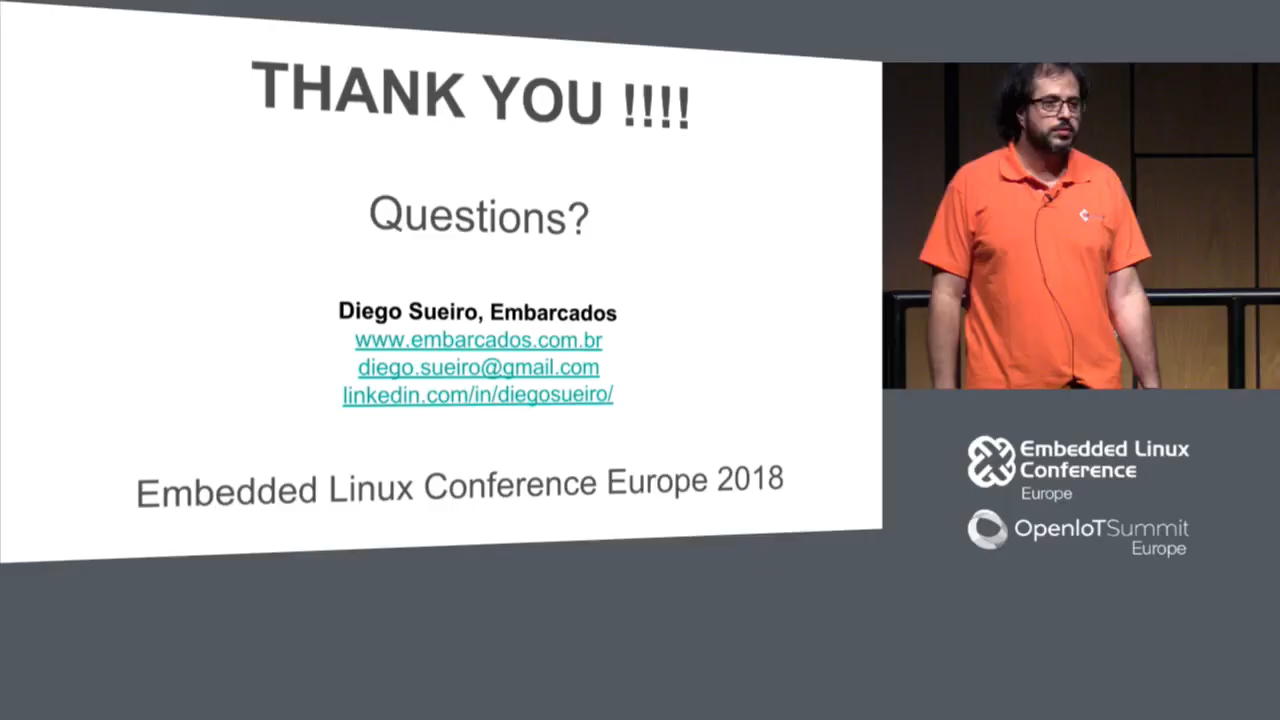 THANK YOU !!!!
Questions?
Diego Sueiro, Embarcados
www.embarcados.com.br
diego.sueiro@gmail.com
linkedin.com/in/diegosueiro/
Embedded Linux Conference Europe 2018
Embedded Linux
Conference
Europe
OpenIoTSummit
Europe